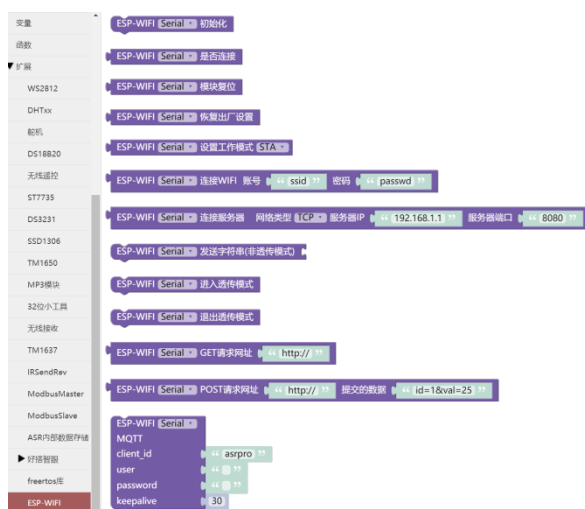 变量
函数
扩展
WS2812
DHTxx
舵机
DS18B20
无线遥控
ST7735
DS3231
SSD1306
TM1650
MP3模块
32位小工具
无线接收
TM1637
IRSendRev
ModbusMaster
ModbusSlave
ASR内部数据存储
好搭智眼
freertos库
ESP-WIFI
ESP-WIFI Serial 初始化
ESP-WIFI Serial 是否连接
ESP-WIFI Serial 模块复位
ESP-WIFI Serial 恢复出厂设置
ESP-WIFI Serial 设置工作模式 STA
ESP-WIFI Serial 连接WIFI 账号 “ ssid ” 密码 “ passwd ”
ESP-WIFI Serial 连接服务器 网络类型 TCP 服务器IP “ 192.168.1.1 ” 服务器端口 “ 8080 ”
ESP-WIFI Serial 发送字符串(非透传模式)
ESP-WIFI Serial 进入透传模式
ESP-WIFI Serial 退出透传模式
ESP-WIFI Serial GET请求网址 “ http:// ”
ESP-WIFI Serial POST请求网址 “ http:// ” 提交的数据 “ id=1&val=25 ”
ESP-WIFI Serial
MQTT
client_id “ asrpro ”
user “ ”
password “ ”
keepalive 30